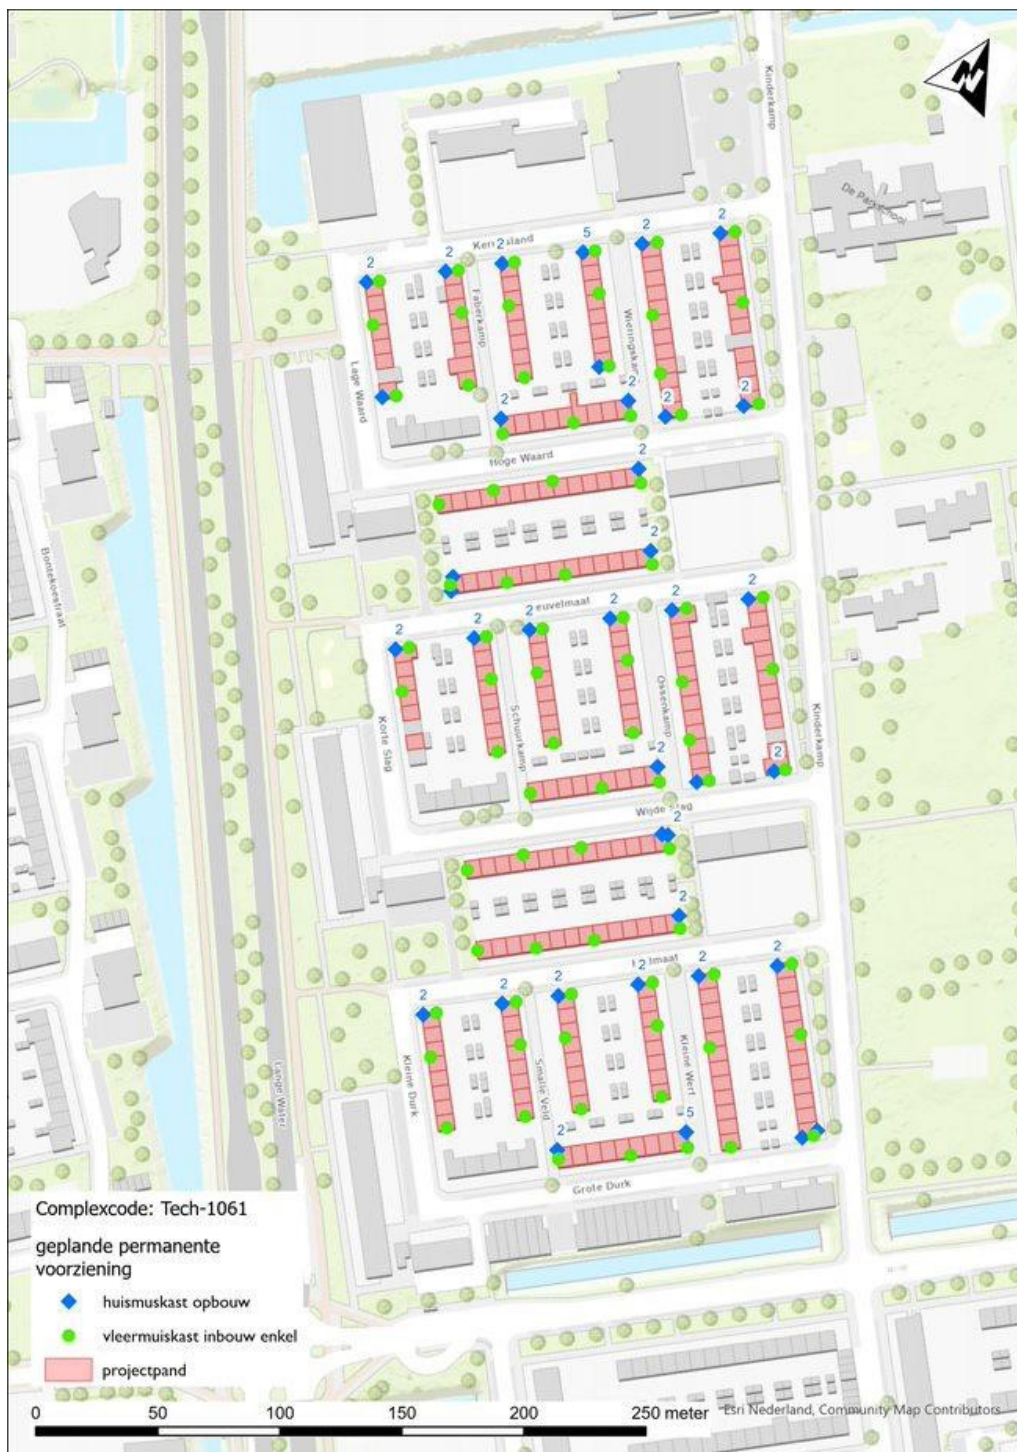 N
Kinderkamp
De Parkschool
2
2
2
5
2
2
Faberkamp
Lage Waard
2
2
2
2
Hoge Waard
2
2
Bontekoestraat
2
2
2
2
2
2
Korte Slag
Schuurkamp
Ossenkamp
Kinderkamp
2
2
Wijde Slag
2
2
2
2
2
2
2
2
Kleine Durk
Smalle Veld
Kleine Werf
Lange Water
2
5
Grote Durk
Complexcode: Tech-1061
geplande permanente
voorziening
huismuskast opbouw
vleermuiskast inbouw enkel
projectpand
0 50 100 150 200 250 meter
Esri Nederland, Community Map Contributors